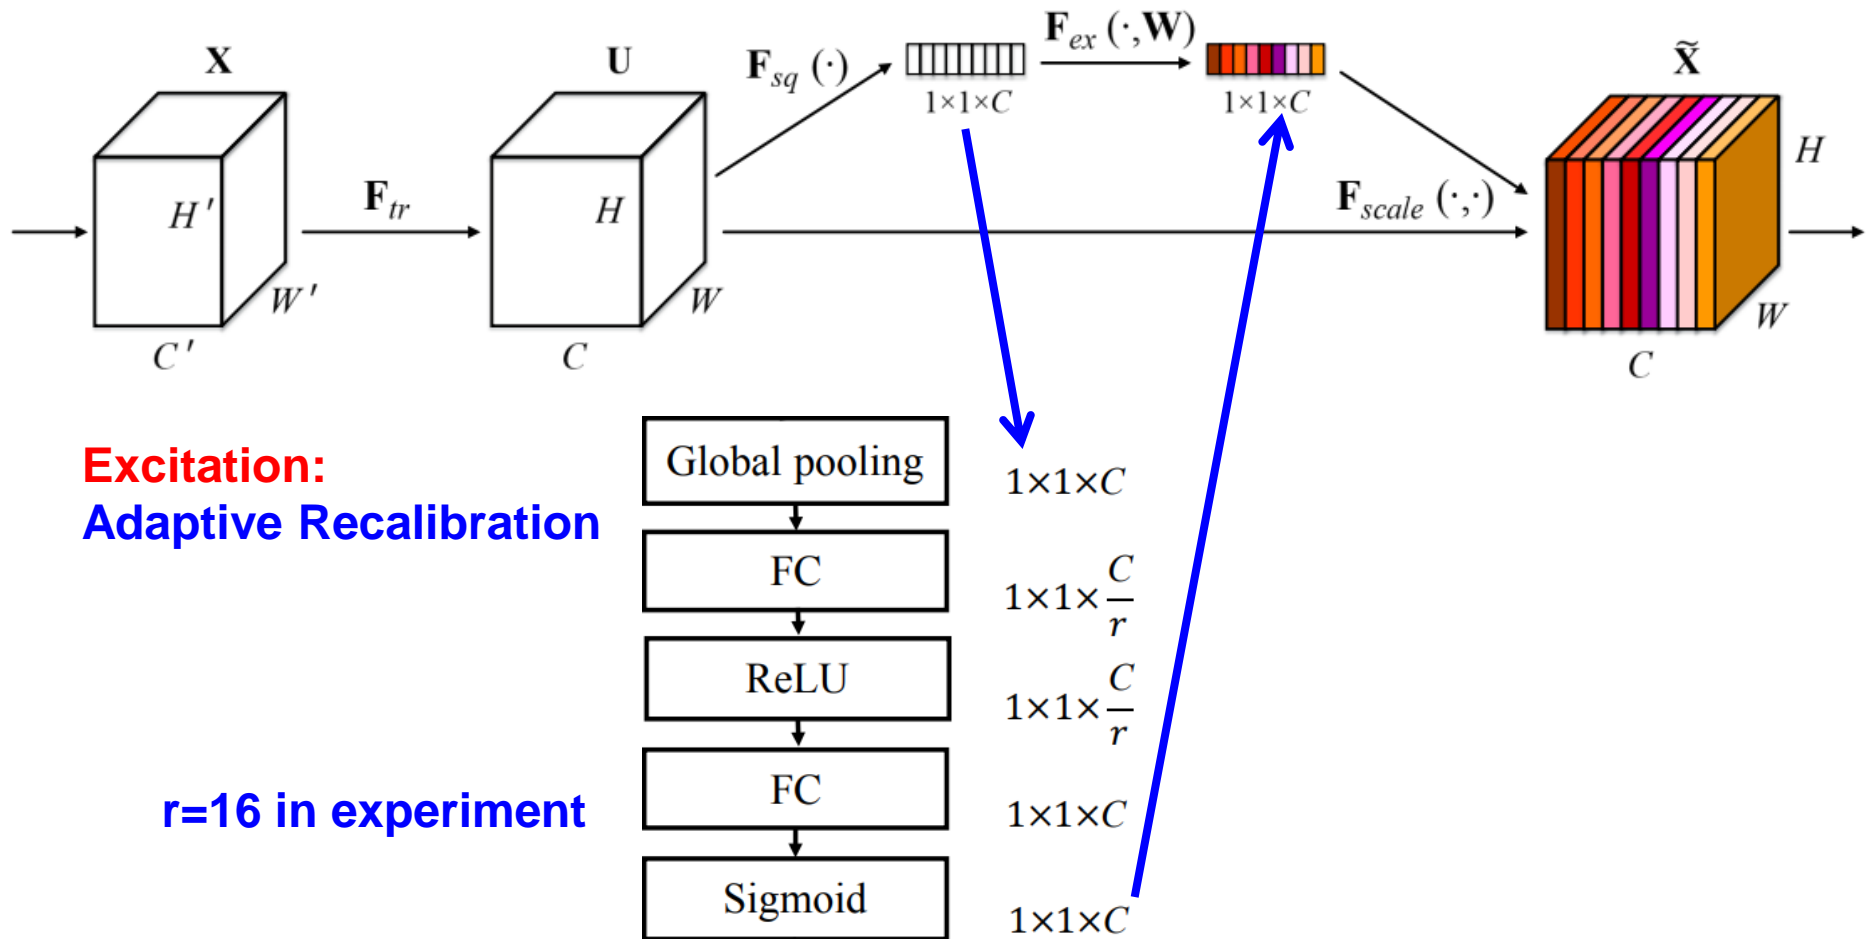 X
U
F_sq (·)
F_ex (·,W)
X̃
1×1×C
1×1×C
H'
F_tr
H
F_scale (·,·)
H
W'
W
W
C'
C
C
Excitation:
Adaptive Recalibration
Global pooling
1×1×C
FC
1×1×C/r
ReLU
1×1×C/r
r=16 in experiment
FC
1×1×C
Sigmoid
1×1×C